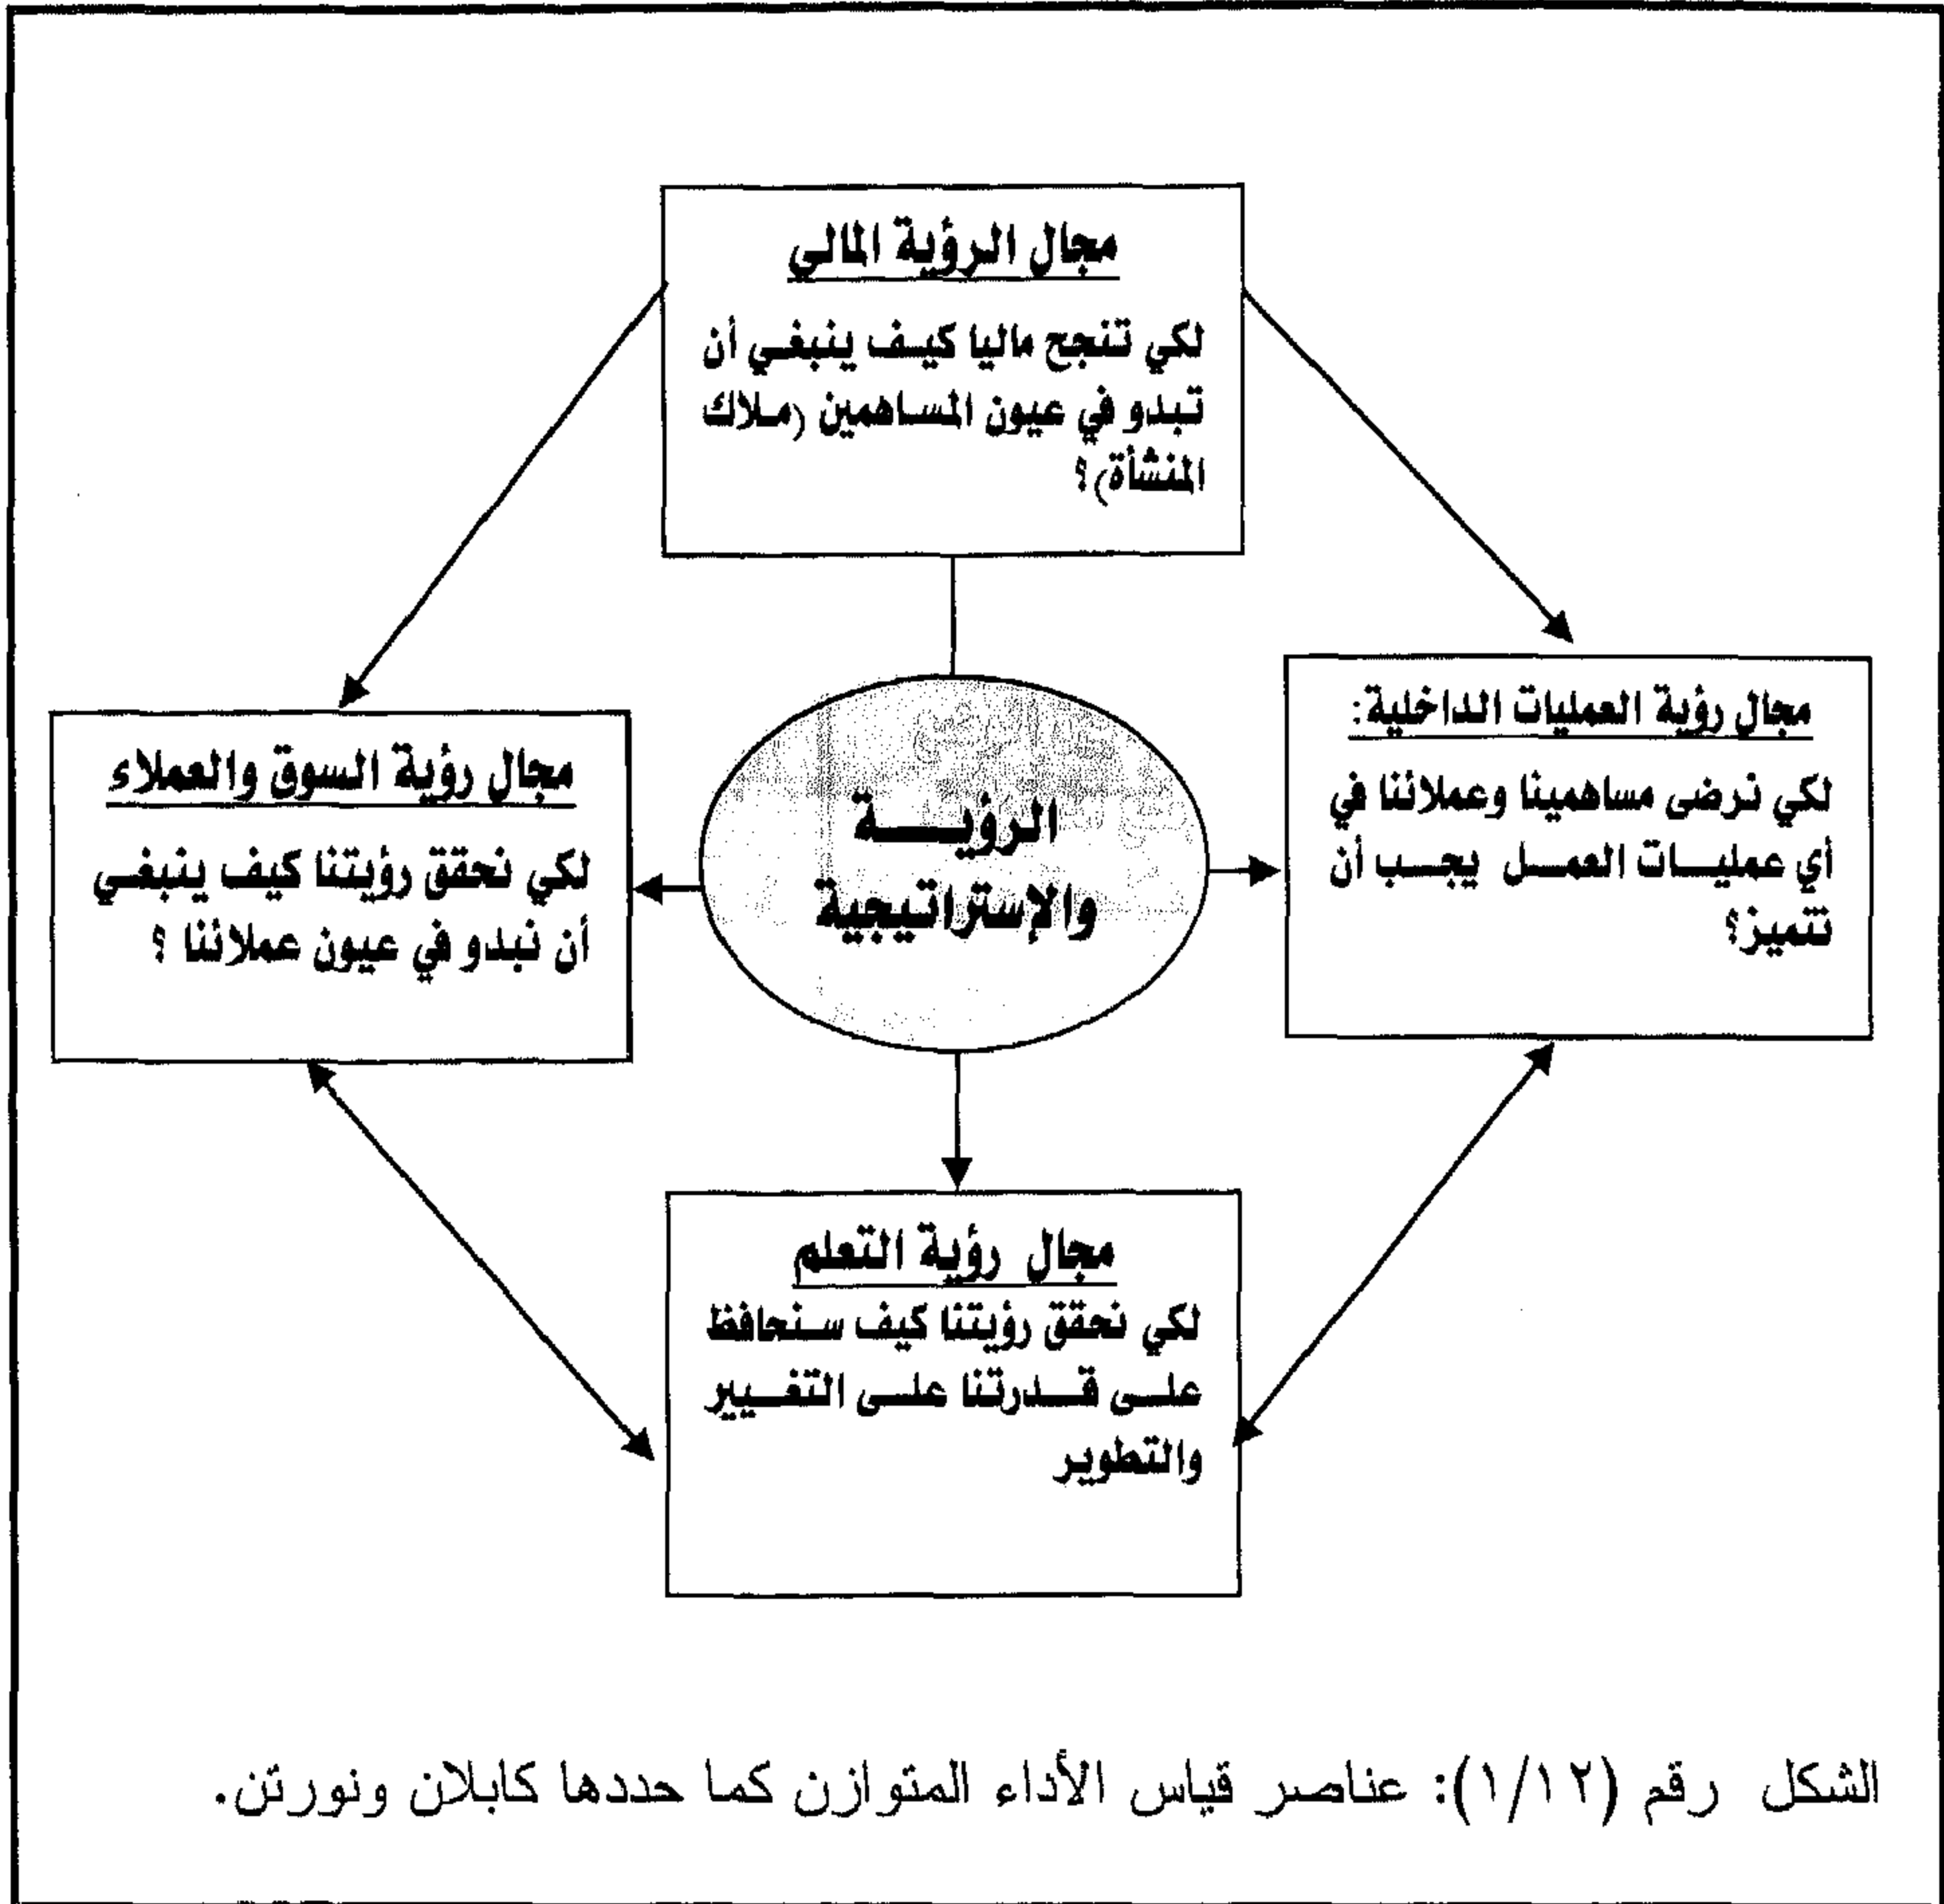 مجال الرؤية المالي
لكي تنجح ماليا كيف ينبغي أن
تبدو في عيون المساهمين (ملاك
المنشأة)؟
مجال رؤية العمليات الداخلية:
لكي نرضى مساهمينا وعملائنا في
أي عمليات العمل يجب أن
نتميز؟
الرؤية
والإستراتيجية
مجال رؤية السوق والعملاء
لكي نحقق رؤيتنا كيف ينبغي
أن نبدو في عيون عملائنا ؟
مجال رؤية التعلم
لكي نحقق رؤيتنا كيف سنحافظ
على قدرتنا على التغيير
والتطوير
الشكل رقم (١/١٢): عناصر قياس الأداء المتوازن كما حددها كابلان ونورتن.